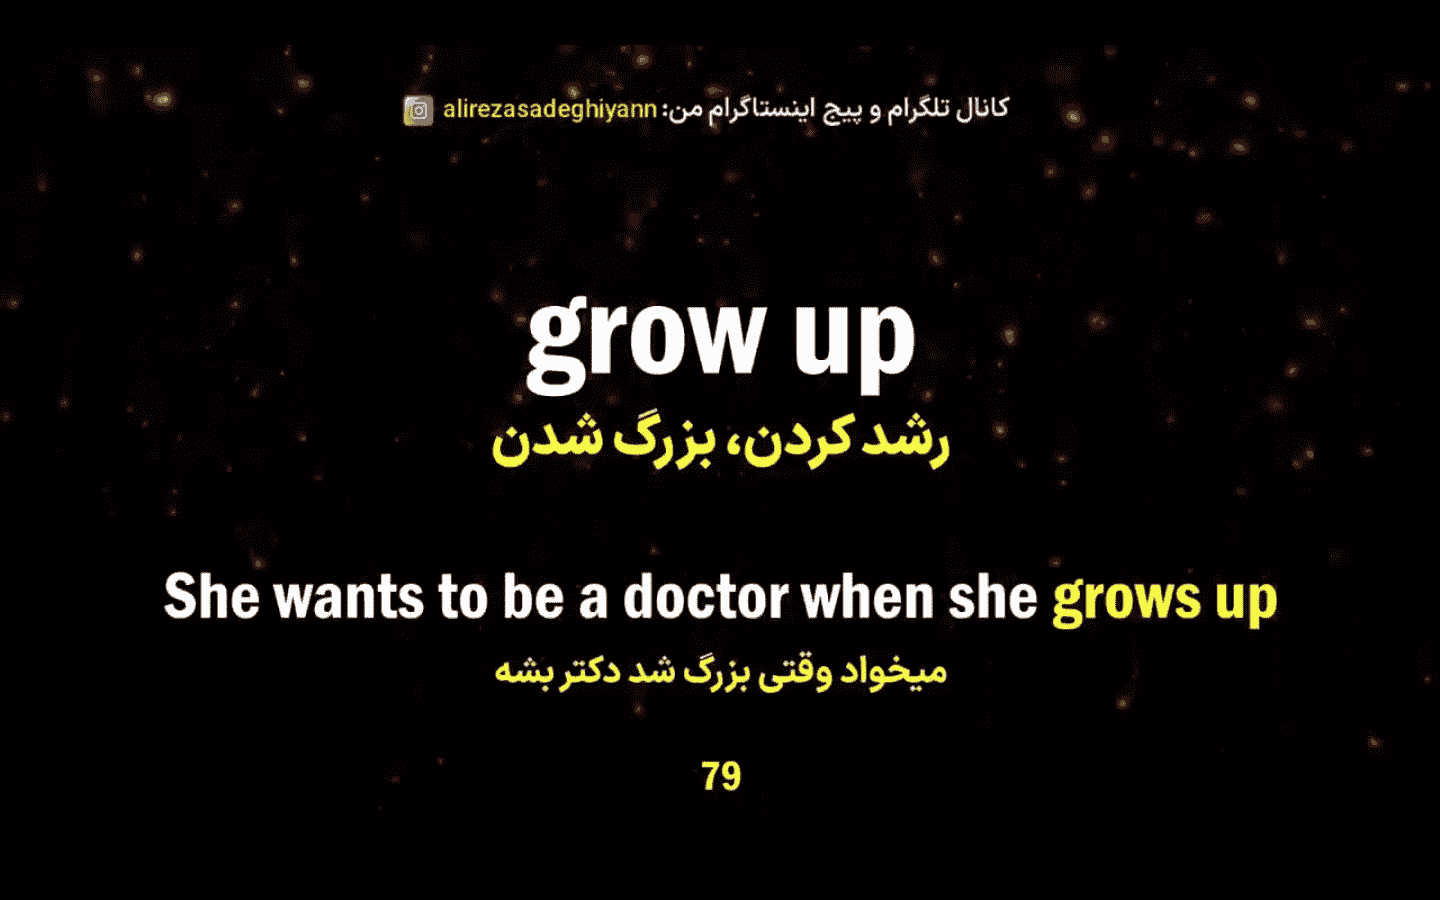 کانال تلگرام و پیج اینستاگرام من: alirezasadeghiyann
grow up
رشد کردن، بزرگ شدن
She wants to be a doctor when she grows up
میخواد وقتی بزرگ شد دکتر بشه
79